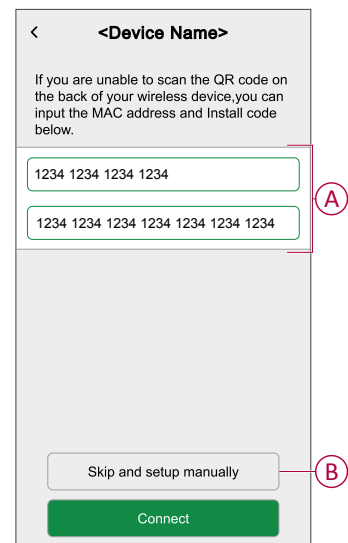 <Device Name>
If you are unable to scan the QR code on
the back of your wireless device,you can
input the MAC address and Install code
below.
1234 1234 1234 1234
1234 1234 1234 1234 1234 1234 1234
A
Skip and setup manually
B
Connect